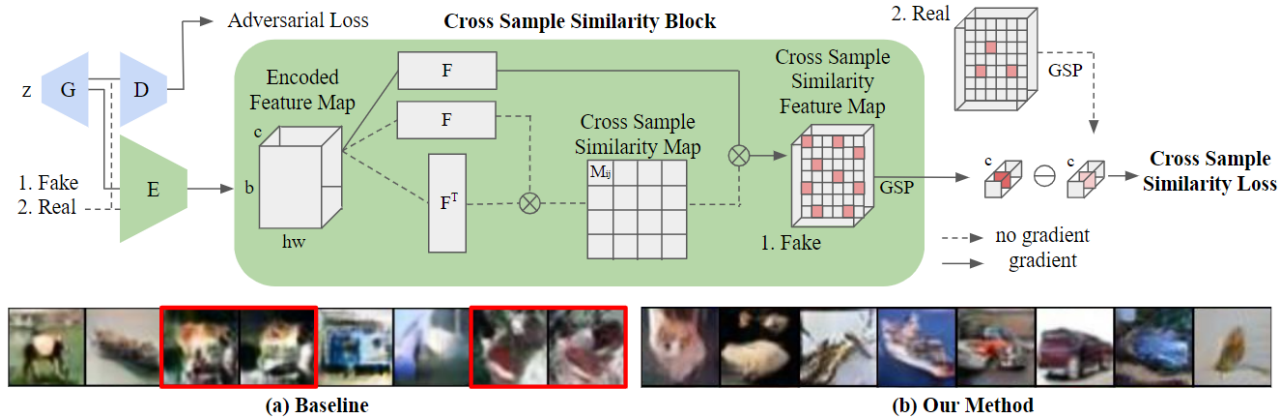 Adversarial Loss
Cross Sample Similarity Block
2. Real
z
G
D
Encoded
Feature Map
F
F
Cross Sample
Similarity
Feature Map
GSP
c
Cross Sample
Similarity Map
M_ij
1. Fake
2. Real
E
b
F^T
hw
1. Fake
GSP
c
c
Cross Sample
Similarity Loss
no gradient
gradient
(a) Baseline
(b) Our Method